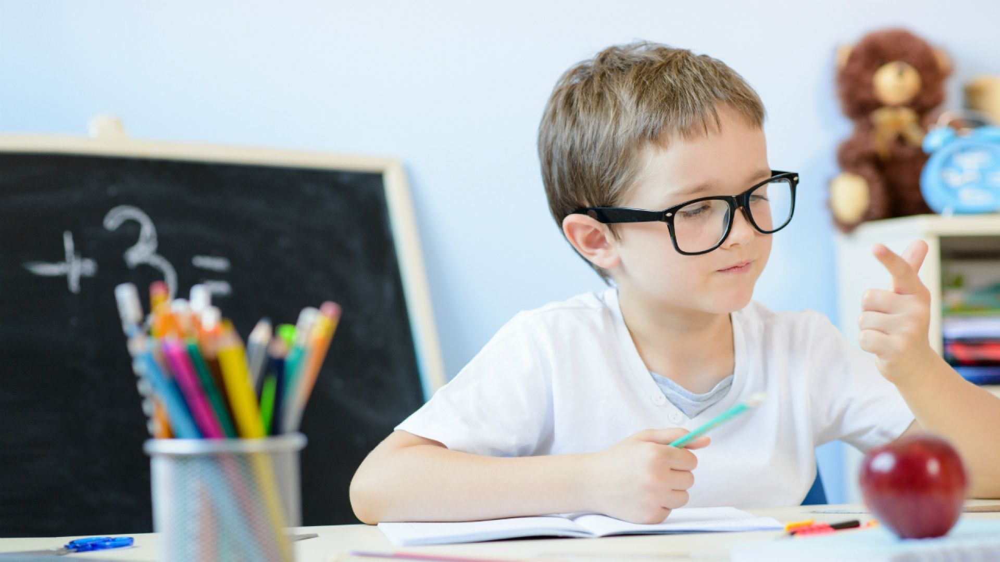 + 3 =